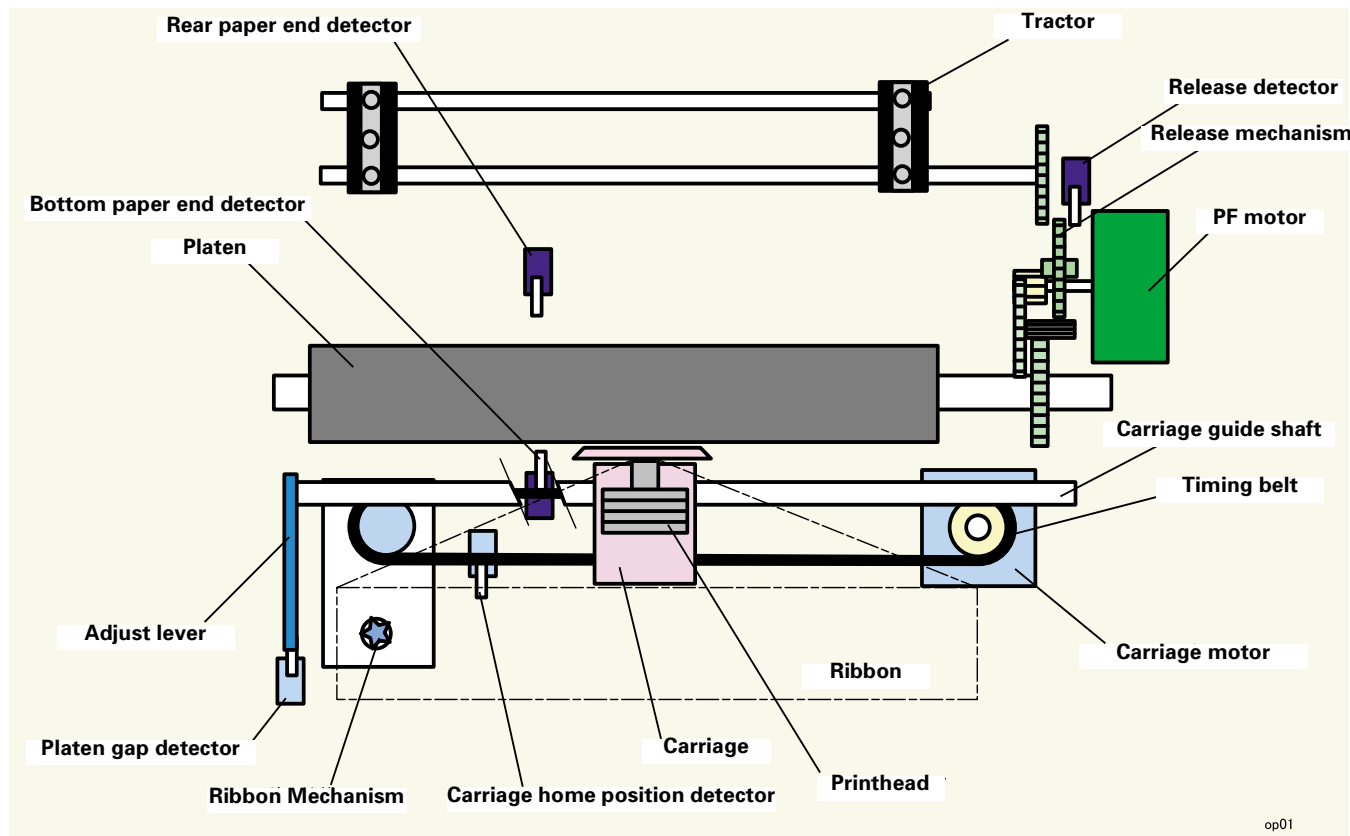 Rear paper end detector
Tractor
Release detector
Release mechanism
Bottom paper end detector
PF motor
Platen
Carriage guide shaft
Timing belt
Adjust lever
Carriage motor
Ribbon
Platen gap detector
Carriage
Ribbon Mechanism
Carriage home position detector
Printhead
op01